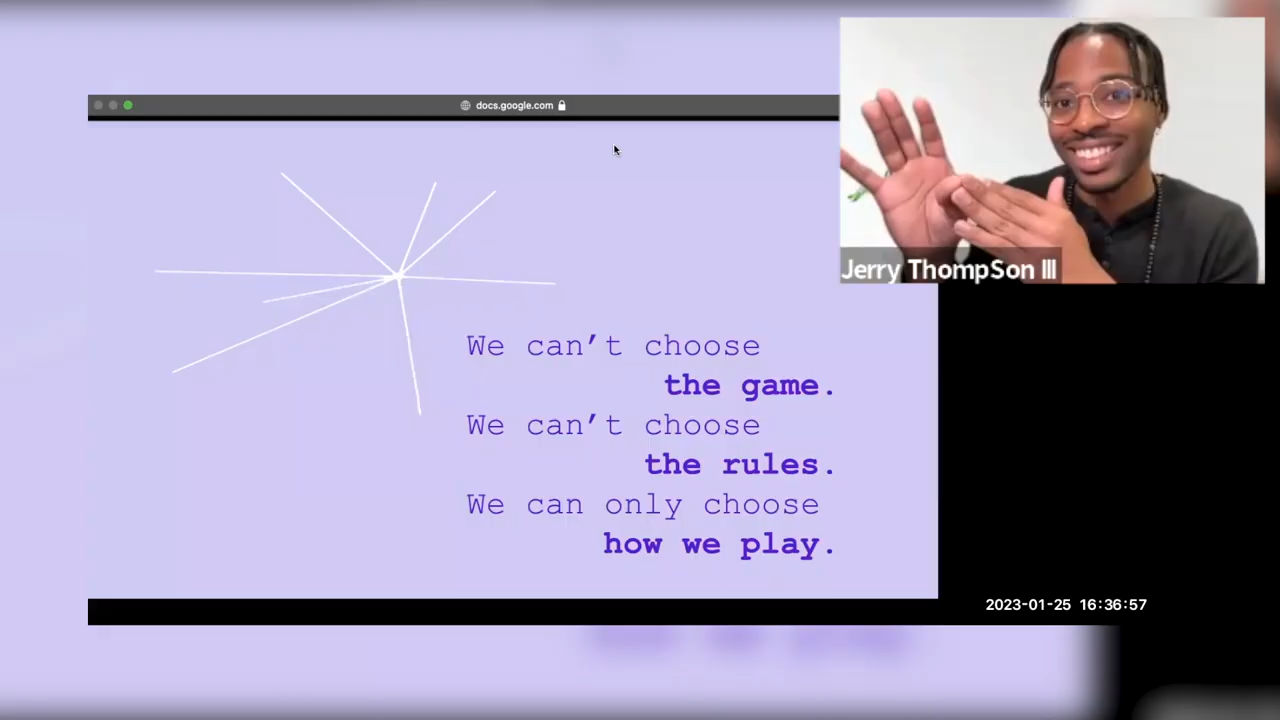 docs.google.com
Jerry ThompSon III
We can’t choose
the game.
We can’t choose
the rules.
We can only choose
how we play.
2023-01-25 16:36:57